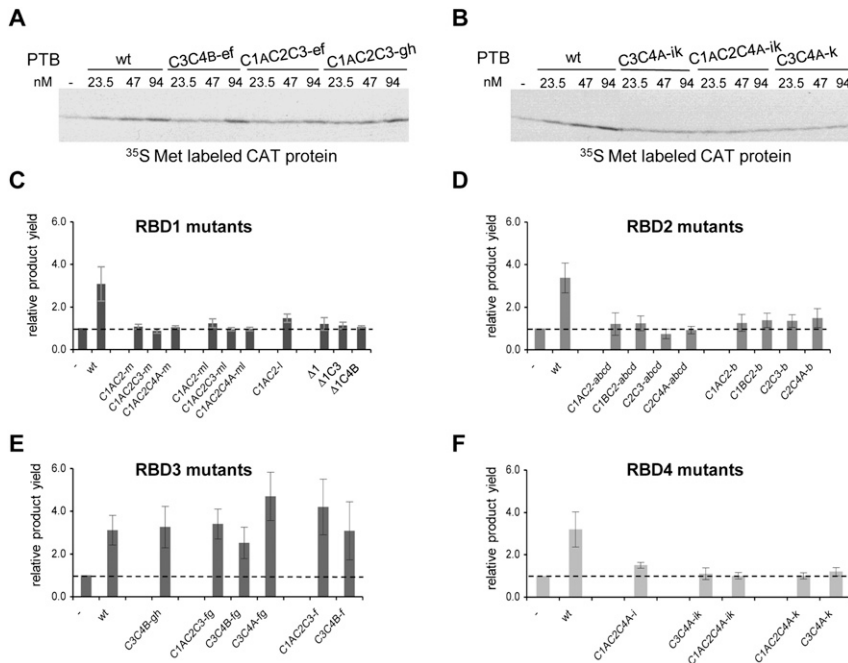 A
PTB wt C3C4B-ef C1AC2C3-ef C1AC2C3-gh
nM - 23.5 47 94 23.5 47 94 23.5 47 94 23.5 47 94
35S Met labeled CAT protein
B
PTB wt C3C4A-ik C1AC2C4A-ik C3C4A-k
nM - 23.5 47 94 23.5 47 94 23.5 47 94 23.5 47 94
35S Met labeled CAT protein
C
RBD1 mutants
relative product yield
6.0
4.0
2.0
0.0
- wt C1AC2-m C1AC2C3-m C1AC2C4A-m C1AC2-ml C1AC2C3-ml C1AC2C4A-ml C1AC2-l Δ1 Δ1C3 Δ1C4B
D
RBD2 mutants
relative product yield
6.0
4.0
2.0
0.0
- wt C1AC2-abcd C1BC2-abcd C2C3-abcd C2C4A-abcd C1AC2-b C1BC2-b C2C3-b C2C4A-b
E
RBD3 mutants
relative product yield
6.0
4.0
2.0
0.0
- wt C3C4B-gh C1AC2C3-fg C3C4B-fg C3C4A-fg C1AC2C3-f C3C4B-f
F
RBD4 mutants
relative product yield
6.0
4.0
2.0
0.0
- wt C1AC2C4A-i C3C4A-ik C1AC2C4A-ik C1AC2C4A-k C3C4A-k